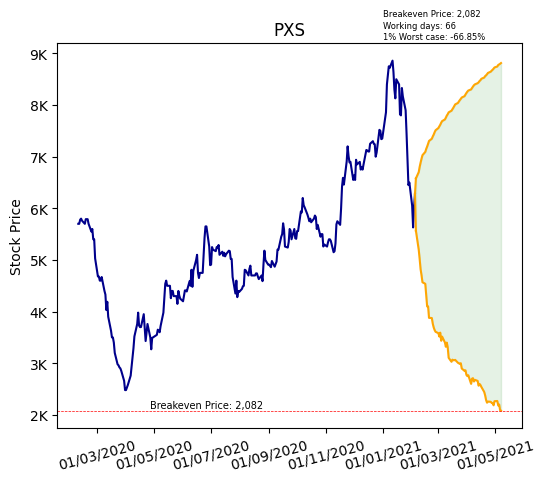 Breakeven Price: 2,082
Working days: 66
1% Worst case: -66.85%
PXS
9K
8K
7K
6K
5K
4K
3K
2K
Stock Price
Breakeven Price: 2,082
01/03/2020
01/05/2020
01/07/2020
01/09/2020
01/11/2020
01/01/2021
01/03/2021
01/05/2021